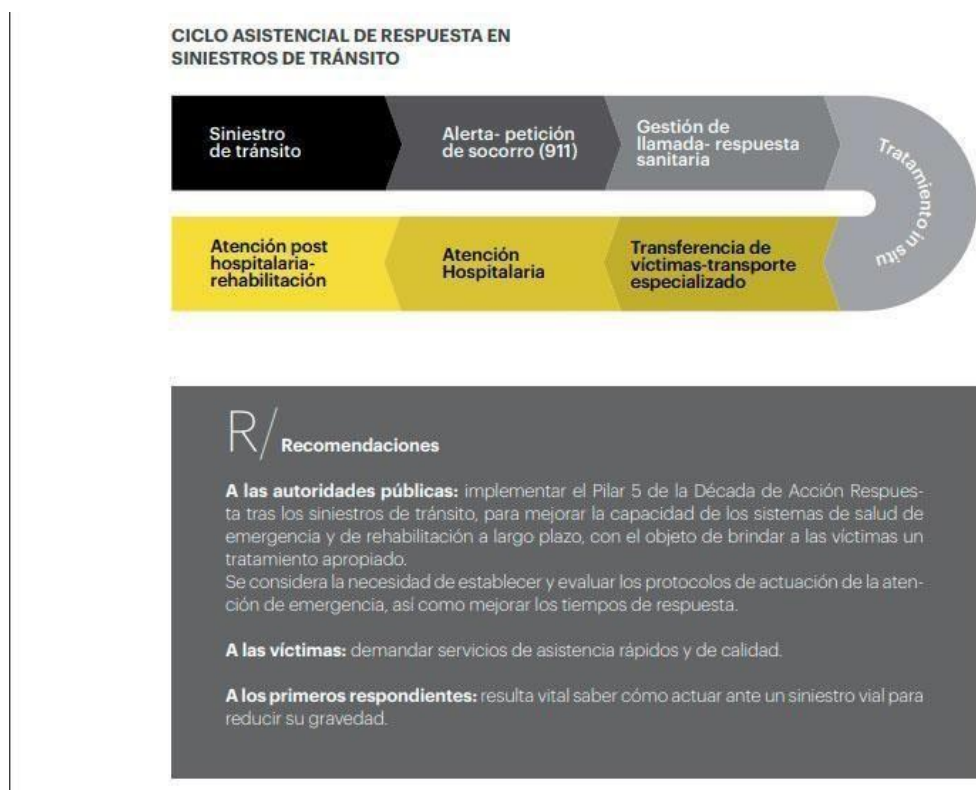 CICLO ASISTENCIAL DE RESPUESTA EN
SINIESTROS DE TRÁNSITO
Siniestro
de tránsito
Alerta- petición
de socorro (911)
Gestión de
llamada- respuesta
sanitaria
Tratamiento in situ
Transferencia de
víctimas-transporte
especializado
Atención
Hospitalaria
Atención post
hospitalaria-
rehabilitación
R/ Recomendaciones
A las autoridades públicas: implementar el Pilar 5 de la Década de Acción Respues-
ta tras los siniestros de tránsito, para mejorar la capacidad de los sistemas de salud de
emergencia y de rehabilitación a largo plazo, con el objeto de brindar a las víctimas un
tratamiento apropiado.
Se considera la necesidad de establecer y evaluar los protocolos de actuación de la aten-
ción de emergencia, así como mejorar los tiempos de respuesta.
A las víctimas: demandar servicios de asistencia rápidos y de calidad.
A los primeros respondientes: resulta vital saber cómo actuar ante un siniestro vial para
reducir su gravedad.